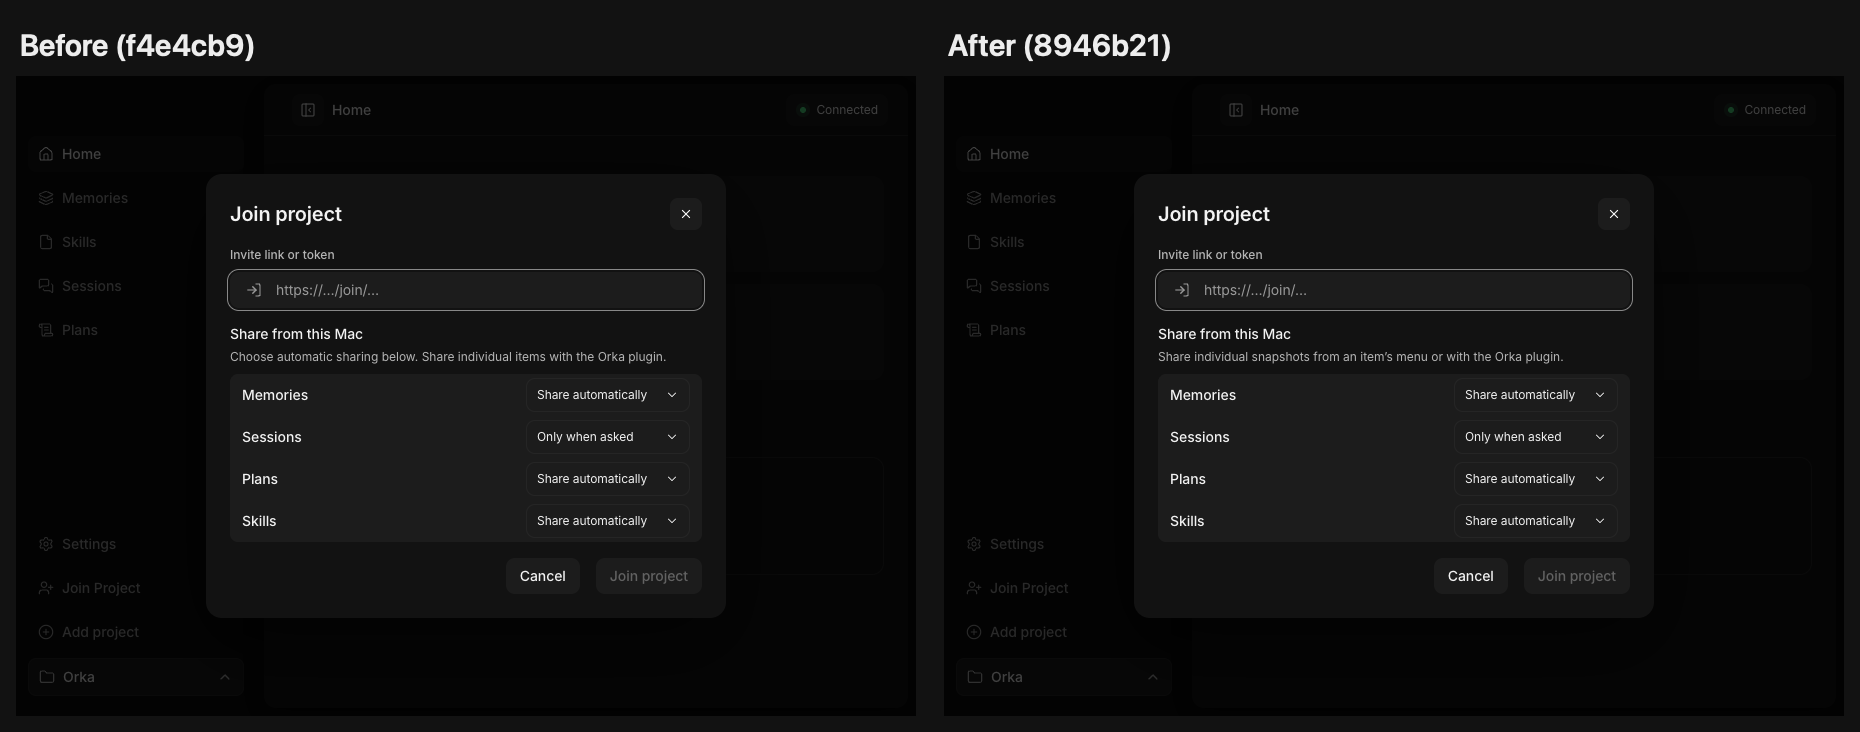 Before (f4e4cb9)
Home
Connected
Home
Memories
Skills
Sessions
Plans
Settings
Join Project
Add project
Orka
Join project
Invite link or token
https://.../join/...
Share from this Mac
Choose automatic sharing below. Share individual items with the Orka plugin.
Memories Share automatically
Sessions Only when asked
Plans Share automatically
Skills Share automatically
Cancel Join project
After (8946b21)
Home
Connected
Home
Memories
Skills
Sessions
Plans
Settings
Join Project
Add project
Orka
Join project
Invite link or token
https://.../join/...
Share from this Mac
Share individual snapshots from an item’s menu or with the Orka plugin.
Memories Share automatically
Sessions Only when asked
Plans Share automatically
Skills Share automatically
Cancel Join project